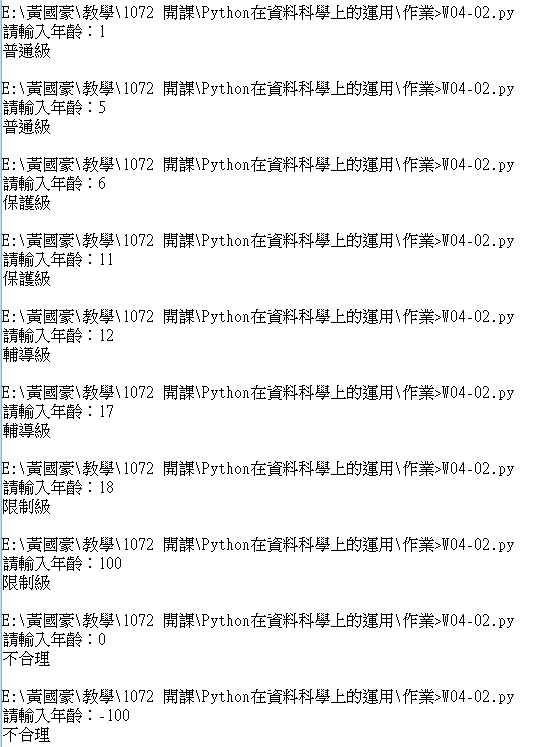 E:\黃國豪\教學\1072 開課\Python在資料科學上的運用\作業>W04-02.py
請輸入年齡：1
普通級
E:\黃國豪\教學\1072 開課\Python在資料科學上的運用\作業>W04-02.py
請輸入年齡：5
普通級
E:\黃國豪\教學\1072 開課\Python在資料科學上的運用\作業>W04-02.py
請輸入年齡：6
保護級
E:\黃國豪\教學\1072 開課\Python在資料科學上的運用\作業>W04-02.py
請輸入年齡：11
保護級
E:\黃國豪\教學\1072 開課\Python在資料科學上的運用\作業>W04-02.py
請輸入年齡：12
輔導級
E:\黃國豪\教學\1072 開課\Python在資料科學上的運用\作業>W04-02.py
請輸入年齡：17
輔導級
E:\黃國豪\教學\1072 開課\Python在資料科學上的運用\作業>W04-02.py
請輸入年齡：18
限制級
E:\黃國豪\教學\1072 開課\Python在資料科學上的運用\作業>W04-02.py
請輸入年齡：100
限制級
E:\黃國豪\教學\1072 開課\Python在資料科學上的運用\作業>W04-02.py
請輸入年齡：0
不合理
E:\黃國豪\教學\1072 開課\Python在資料科學上的運用\作業>W04-02.py
請輸入年齡：-100
不合理